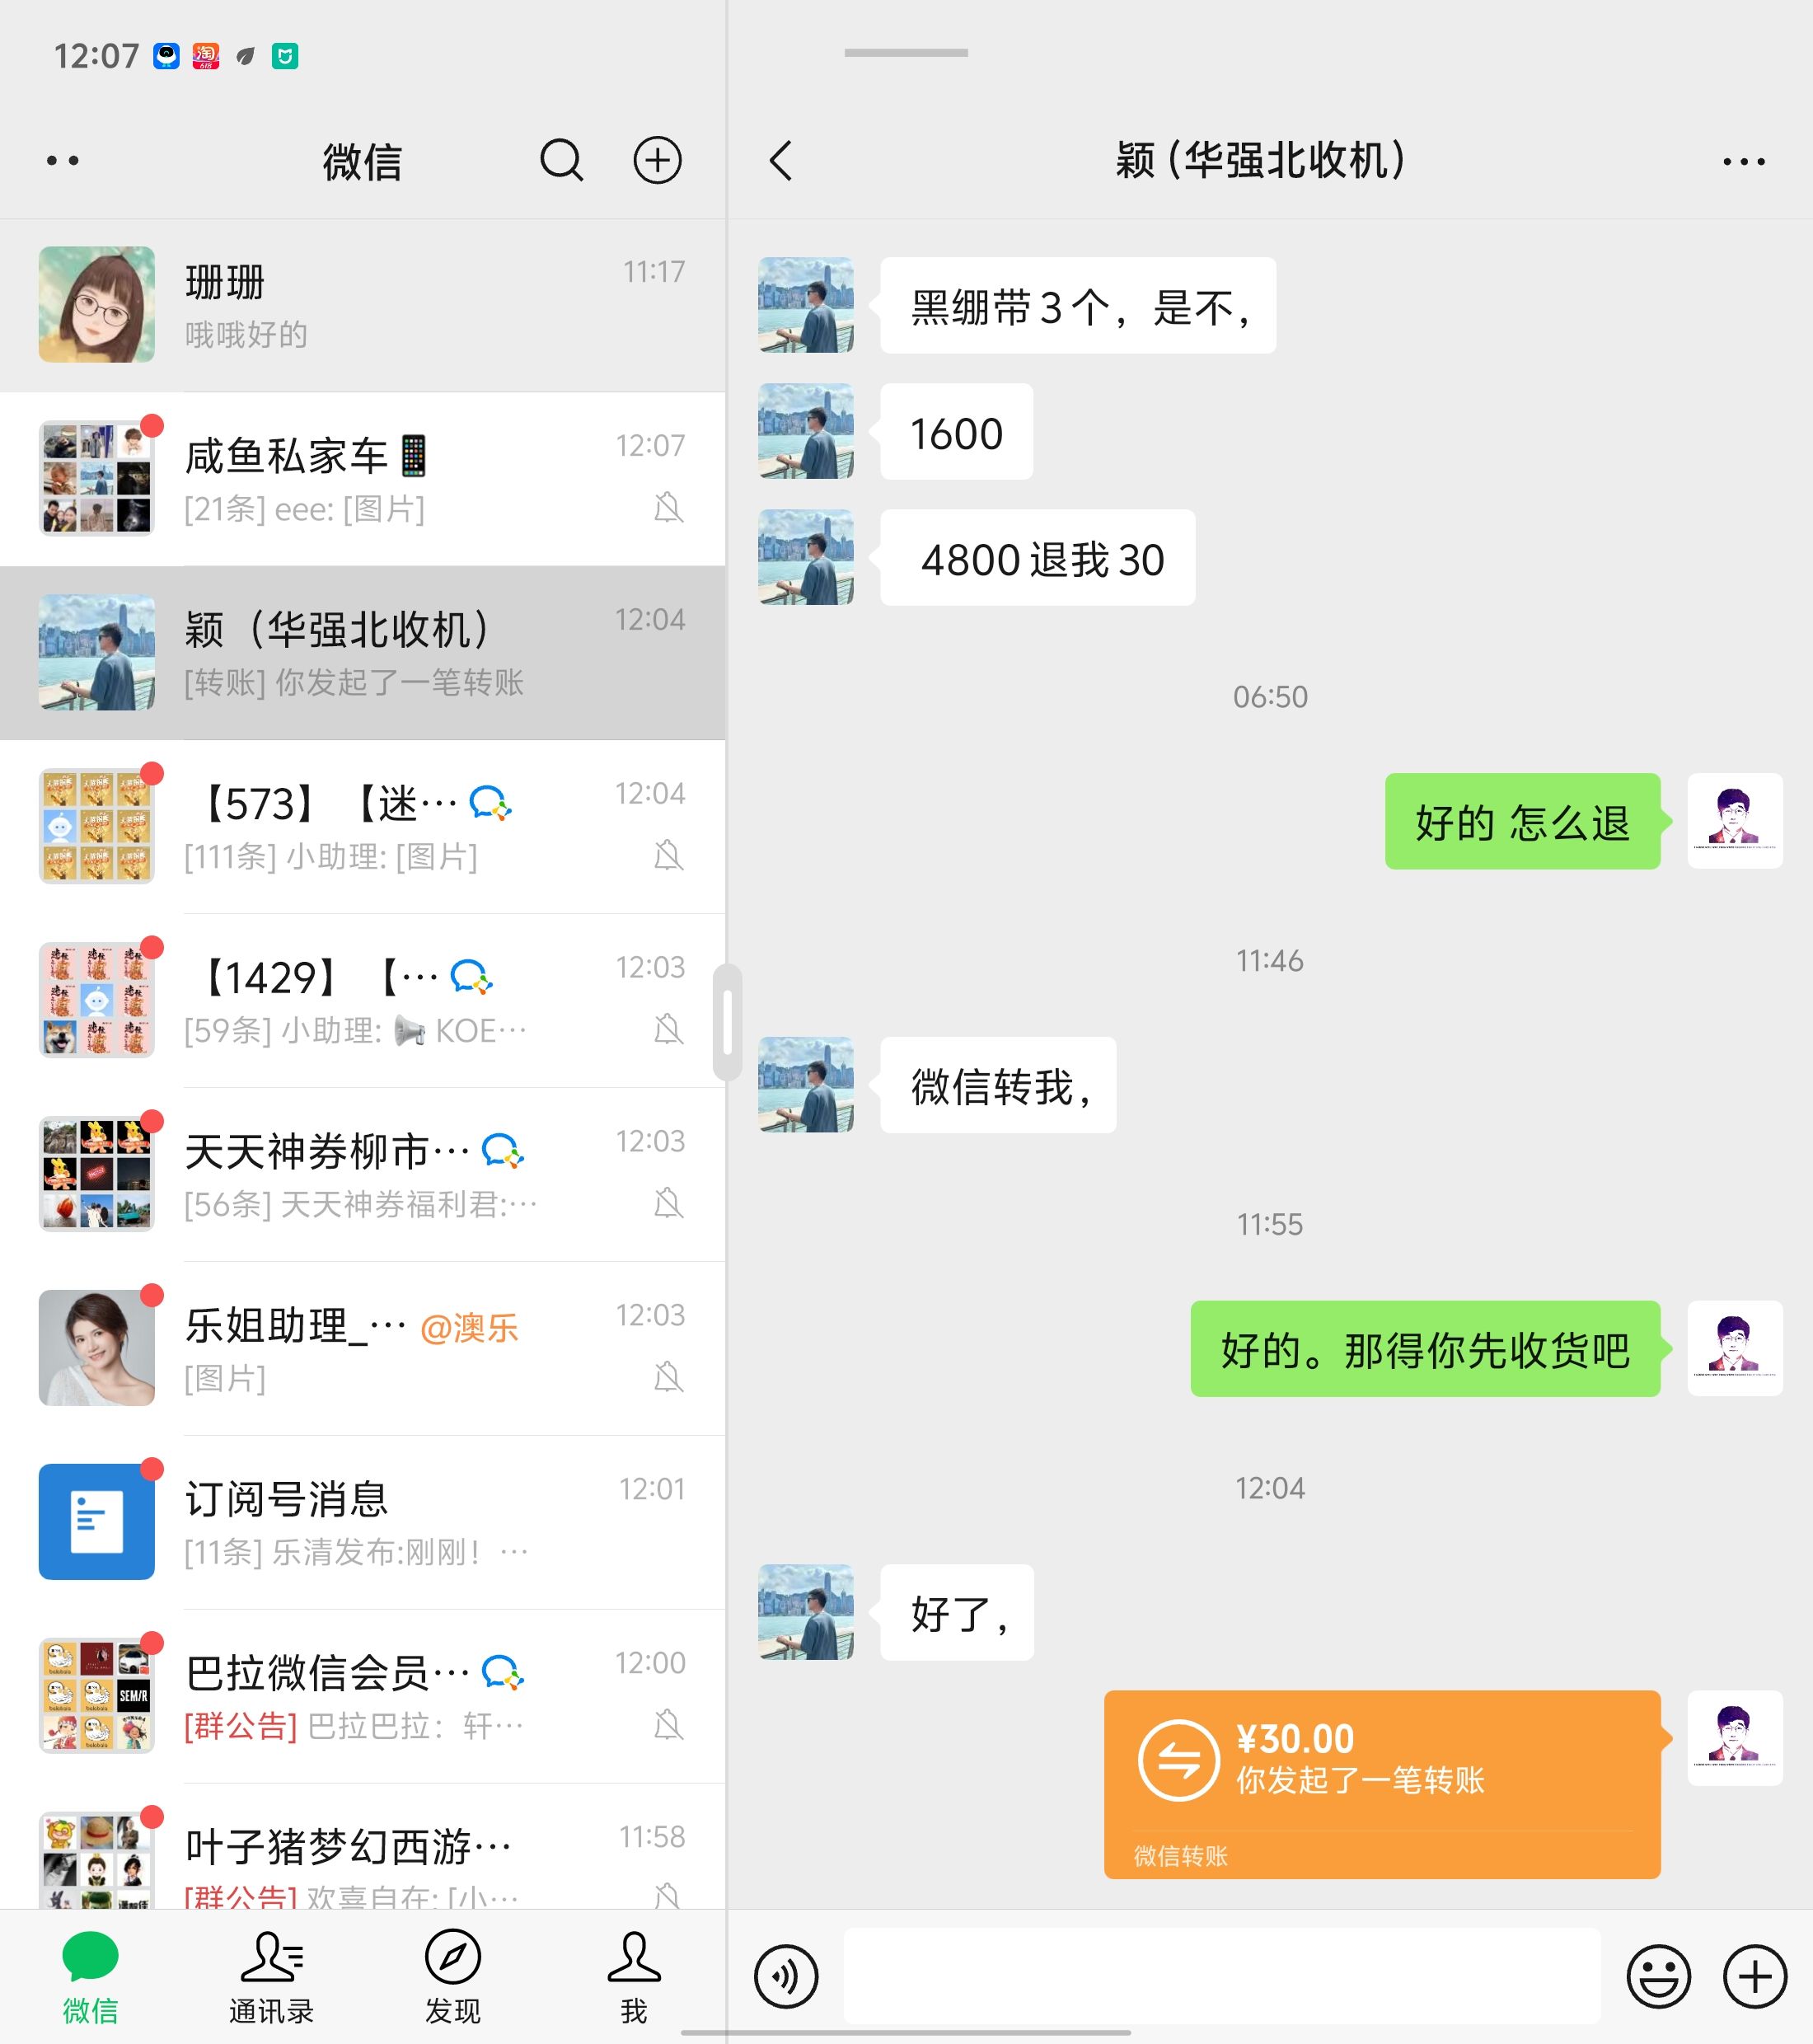 12:07
淘
618
微信
珊珊
11:17
哦哦好的
咸鱼私家车📱
12:07
[21条] eee: [图片]
颖（华强北收机）
12:04
[转账] 你发起了一笔转账
【573】【迷…
12:04
[111条] 小助理: [图片]
【1429】【…
12:03
[59条] 小助理: 📢 KOE…
天天神券柳市…
12:03
[56条] 天天神券福利君:…
乐姐助理_… @澳乐
12:03
[图片]
订阅号消息
12:01
[11条] 乐清发布:刚刚！ …
巴拉微信会员…
12:00
[群公告] 巴拉巴拉：轩…
SEM/R
叶子猪梦幻西游…
11:58
[群公告] 欢喜自在: [小…
微信
通讯录
发现
我
颖（华强北收机）
黑绷带3个，是不，
1600
4800退我30
06:50
好的 怎么退
11:46
微信转我，
11:55
好的。那得你先收货吧
12:04
好了，
¥30.00
你发起了一笔转账
微信转账